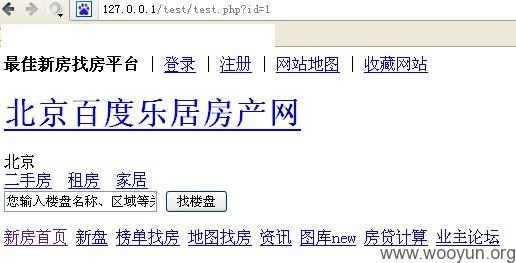 127.0.0.1/test/test.php?id=1
最佳新房找房平台 | 登录 | 注册 | 网站地图 | 收藏网站
北京百度乐居房产网
北京
二手房 租房 家居
您输入楼盘名称、区域等关 找楼盘
新房首页 新盘 榜单找房 地图找房 资讯 图库new 房贷计算 业主论坛
www.wooyun.org